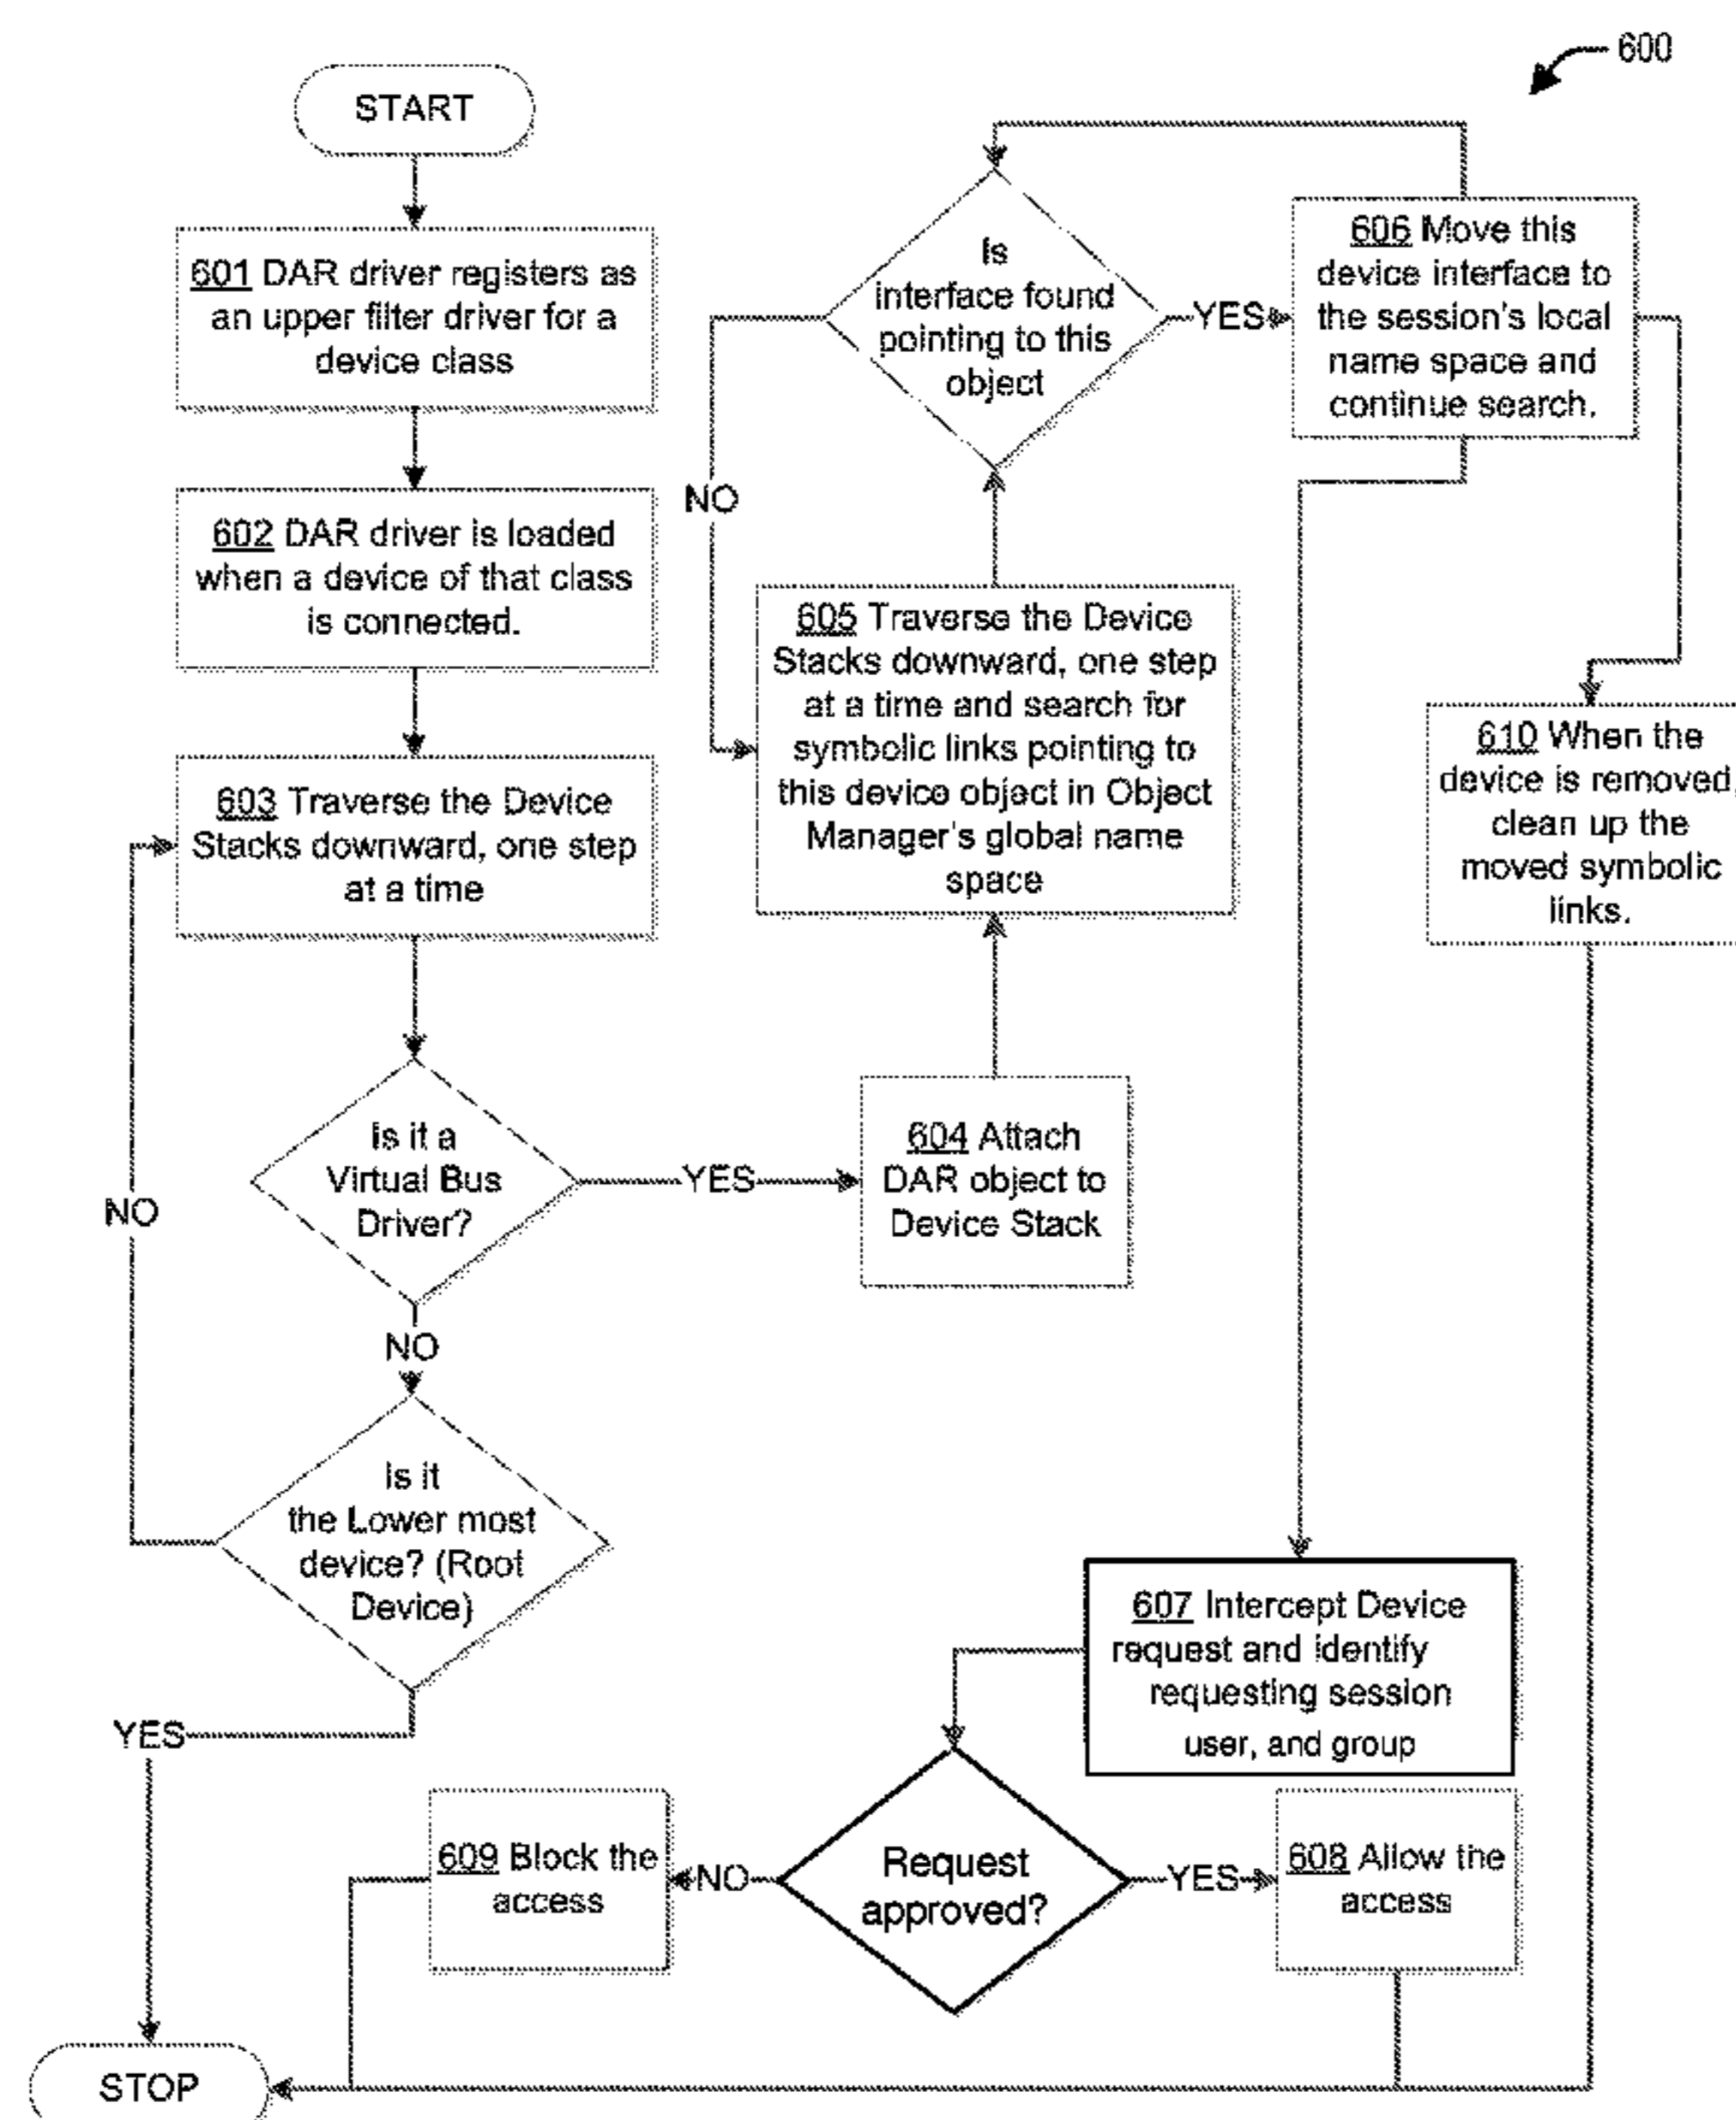 600
START
601 DAR driver registers as
an upper filter driver for a
device class
602 DAR driver is loaded
when a device of that class
is connected.
603 Traverse the Device
Stacks downward, one step
at a time
Is it a
Virtual Bus
Driver?
YES
NO
NO
Is it
the Lower most
device? (Root
Device)
YES
STOP
604 Attach
DAR object to
Device Stack
605 Traverse the Device
Stacks downward, one step
at a time and search for
symbolic links pointing to
this device object in Object
Manager's global name
space
Is
interface found
pointing to this
object
NO
YES
606 Move this
device interface to
the session's local
name space and
continue search.
610 When the
device is removed,
clean up the
moved symbolic
links.
607 Intercept Device
request and identify
requesting session
user, and group
Request
approved?
NO
YES
609 Block the
access
608 Allow the
access